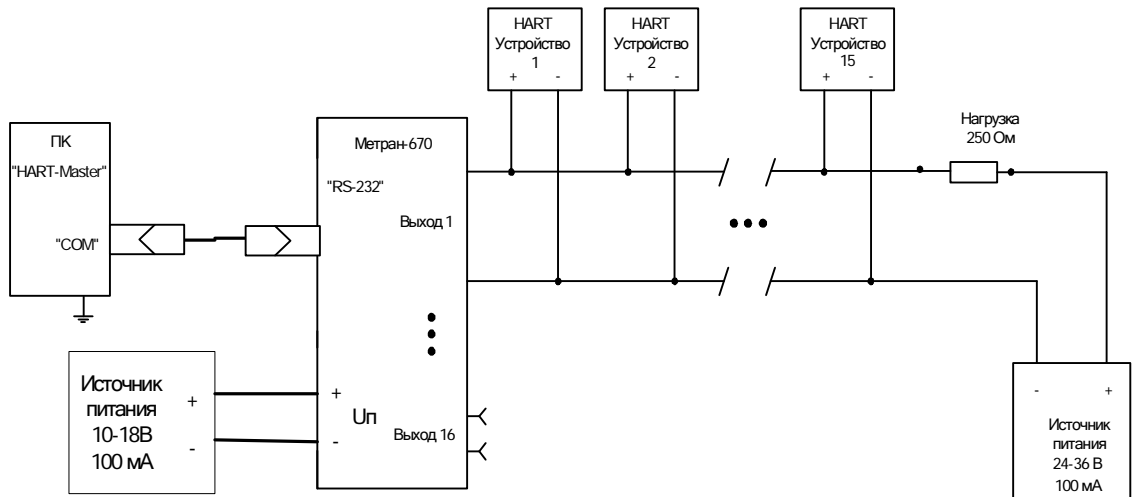 HART
Устройство
1
+ -
HART
Устройство
2
+ -
HART
Устройство
15
+ -
Нагрузка
250 Ом
ПК
"HART-Master"
"COM"
Метран-670
"RS-232"
Выход 1
Источник
питания
10-18В
100 мА
+
-
+
Uп
-
Выход 16
- +
Источник
питания
24-36 В
100 мА